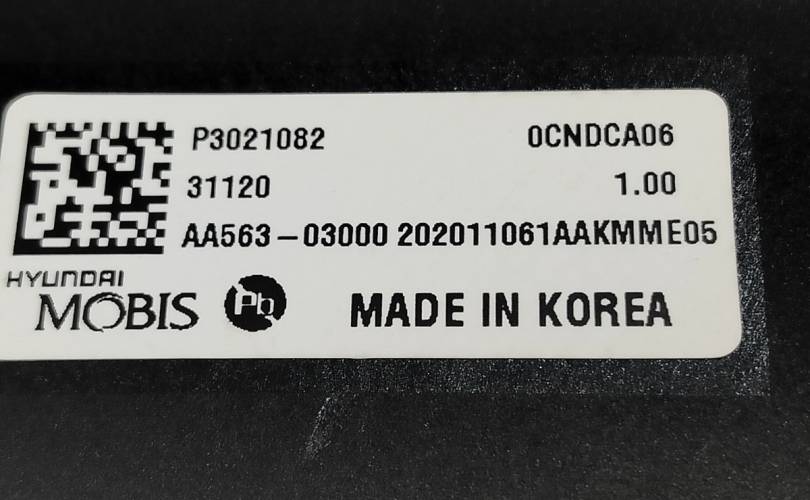 P3021082 0CNDCA06
31120 1.00
AA563-03000 202011061AAKMME05
HYUNDAI
MOBIS Pb MADE IN KOREA